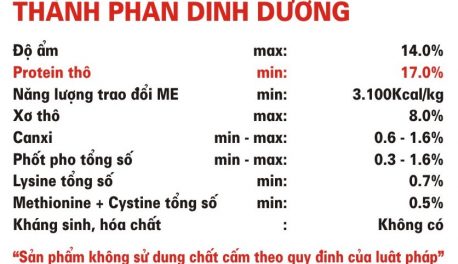 THÀNH PHẦN DINH DƯỠNG
Độ ẩm max: 14.0%
Protein thô min: 17.0%
Năng lượng trao đổi ME min: 3.100Kcal/kg
Xơ thô max: 8.0%
Canxi min - max: 0.6 - 1.6%
Phốt pho tổng số min - max: 0.3 - 1.6%
Lysine tổng số min: 0.7%
Methionine + Cystine tổng số min: 0.5%
Kháng sinh, hóa chất : Không có
“Sản phẩm không sử dụng chất cấm theo quy định của luật pháp”